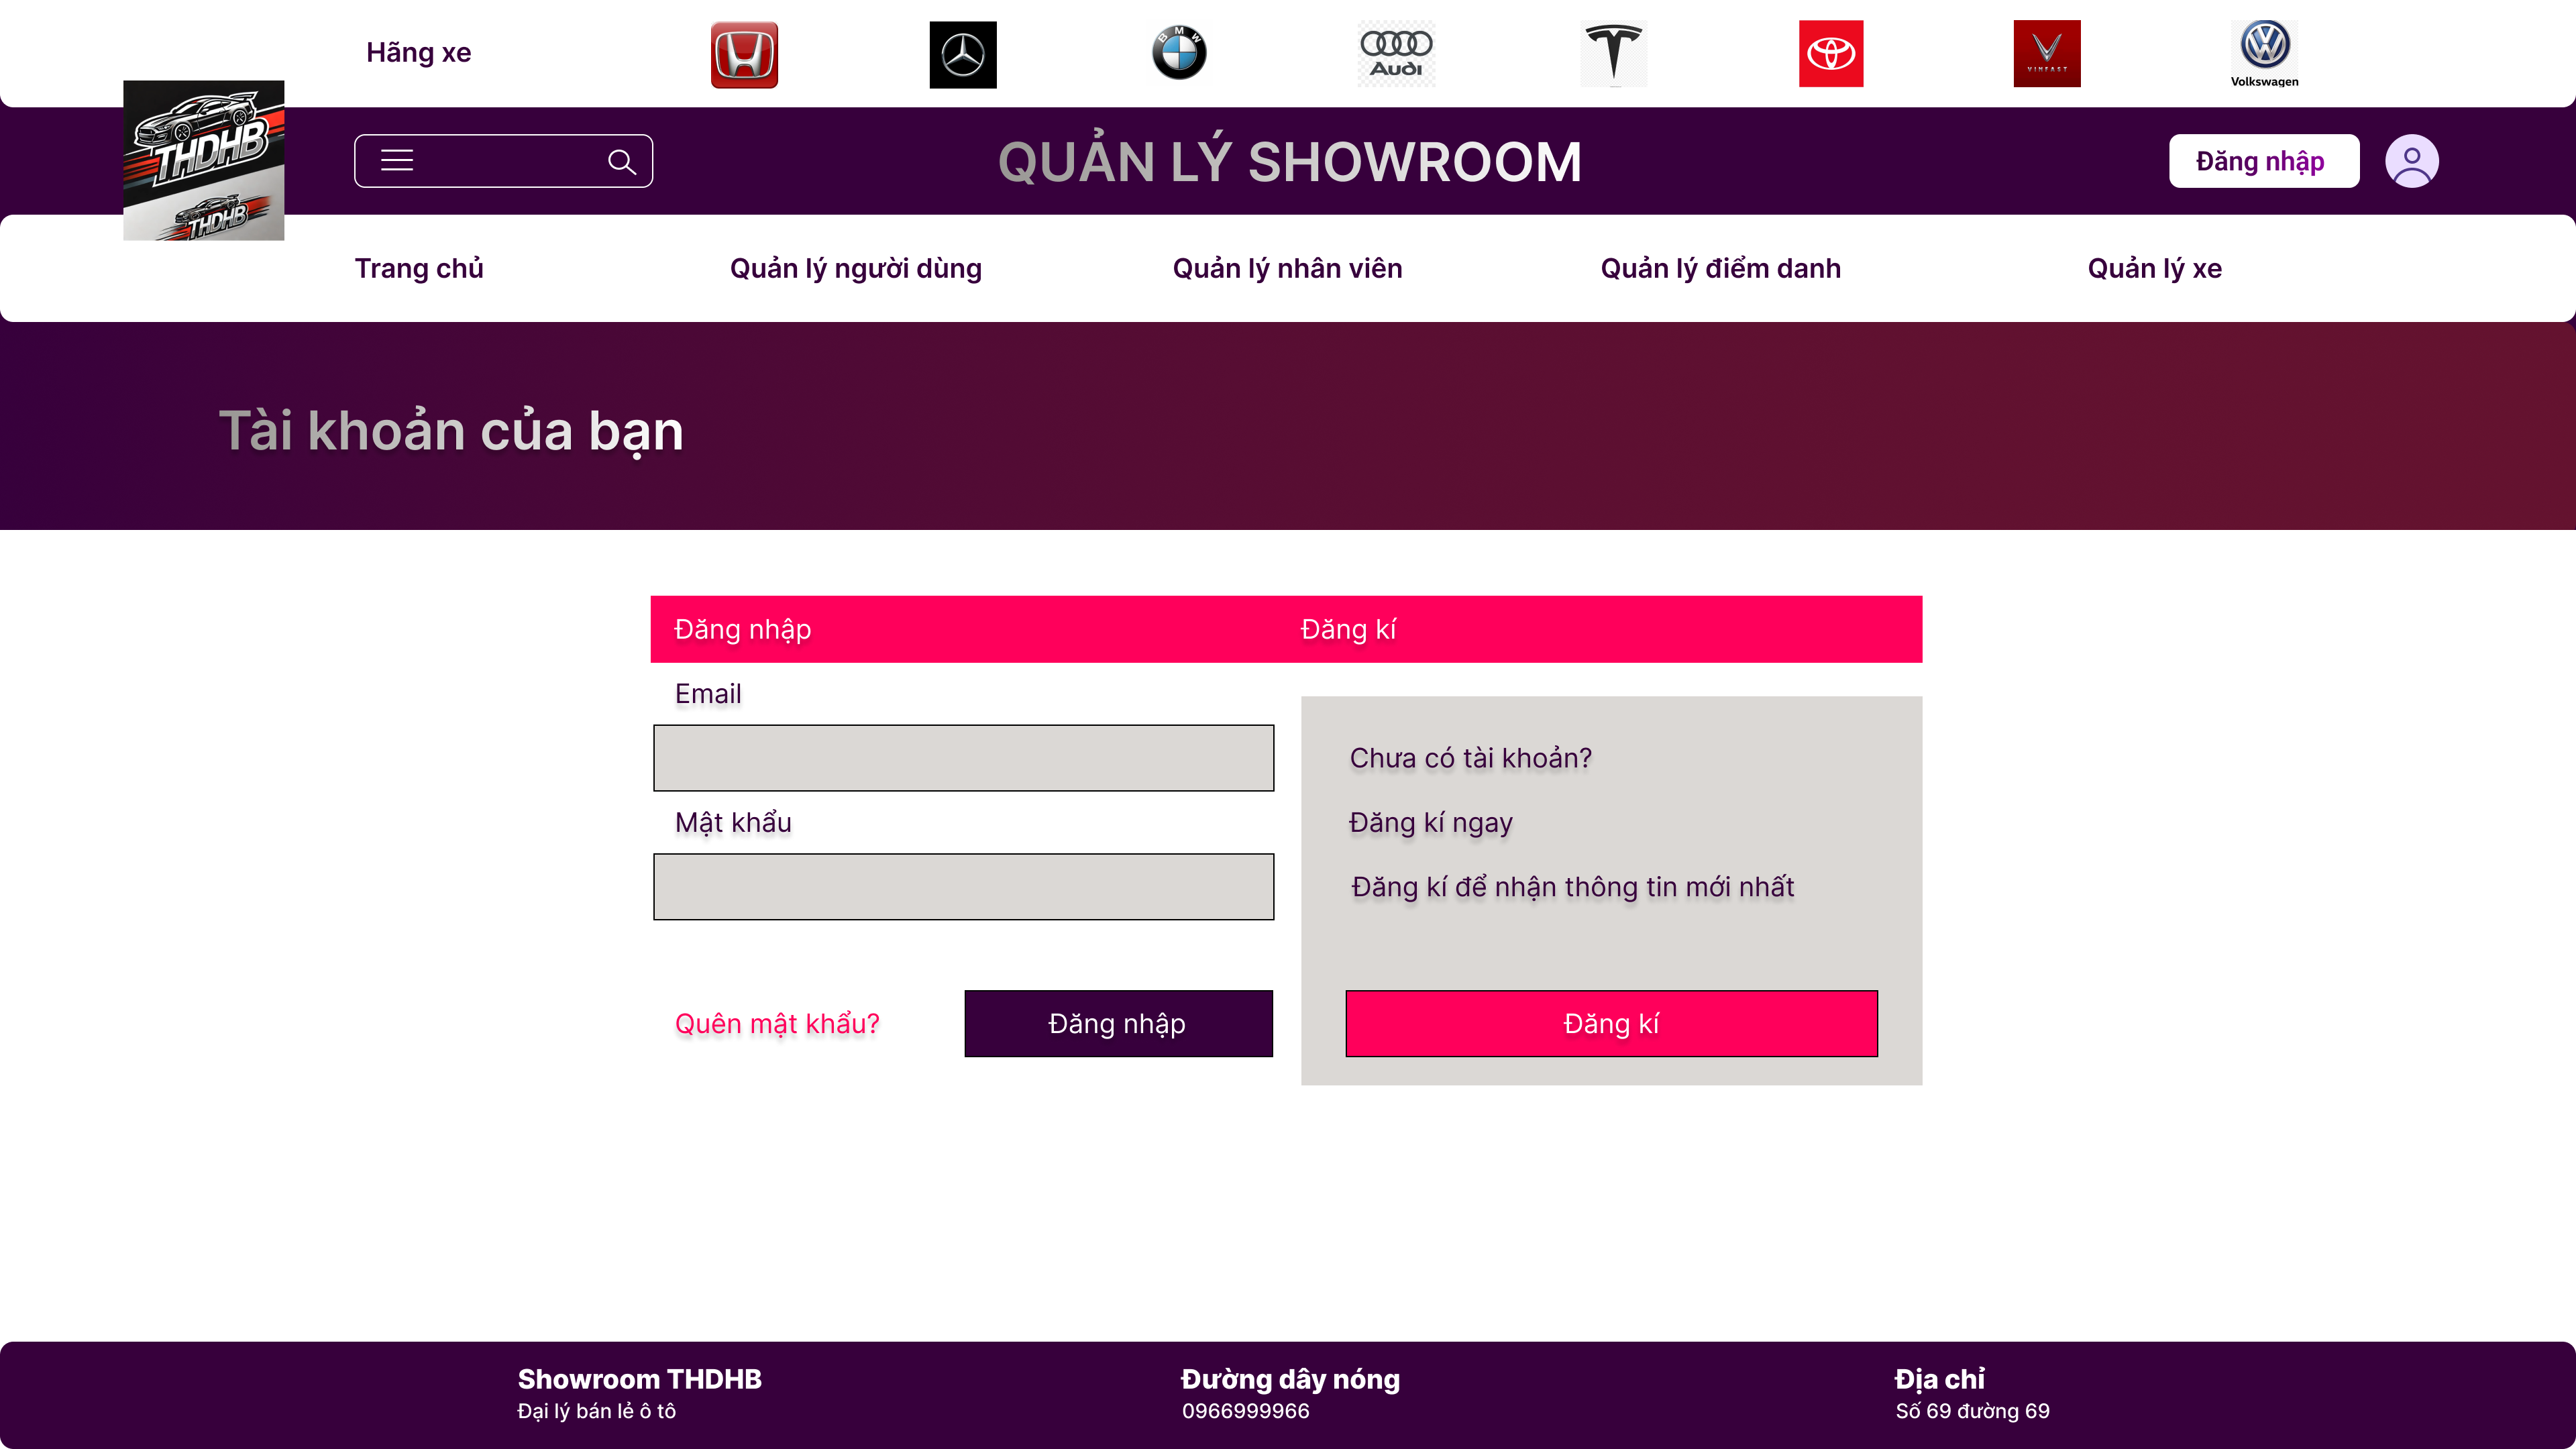 Hãng xe
BMW
Audi
VINFAST
Volkswagen
THDHB
THDHB
QUẢN LÝ SHOWROOM
Đăng nhập
Trang chủ
Quản lý người dùng
Quản lý nhân viên
Quản lý điểm danh
Quản lý xe
Tài khoản của bạn
Đăng nhập
Đăng kí
Email
Mật khẩu
Quên mật khẩu?
Đăng nhập
Chưa có tài khoản?
Đăng kí ngay
Đăng kí để nhận thông tin mới nhất
Đăng kí
Showroom THDHB
Đại lý bán lẻ ô tô
Đường dây nóng
0966999966
Địa chỉ
Số 69 đường 69